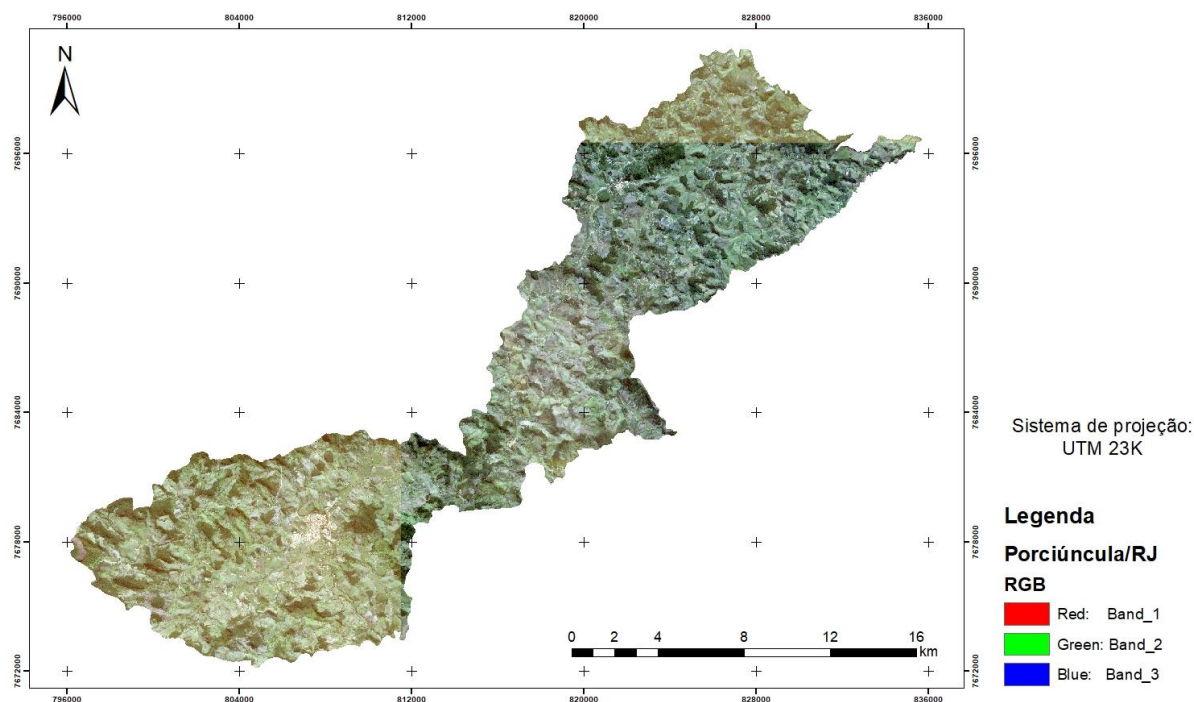 796000 804000 812000 820000 828000 836000
N
7696000 7696000
7690000 7690000
7684000 7684000
7678000 7678000
7672000 7672000
0 2 4 8 12 16
km
796000 804000 812000 820000 828000 836000
Sistema de projeção:
UTM 23K
Legenda
Porciúncula/RJ
RGB
Red: Band_1
Green: Band_2
Blue: Band_3